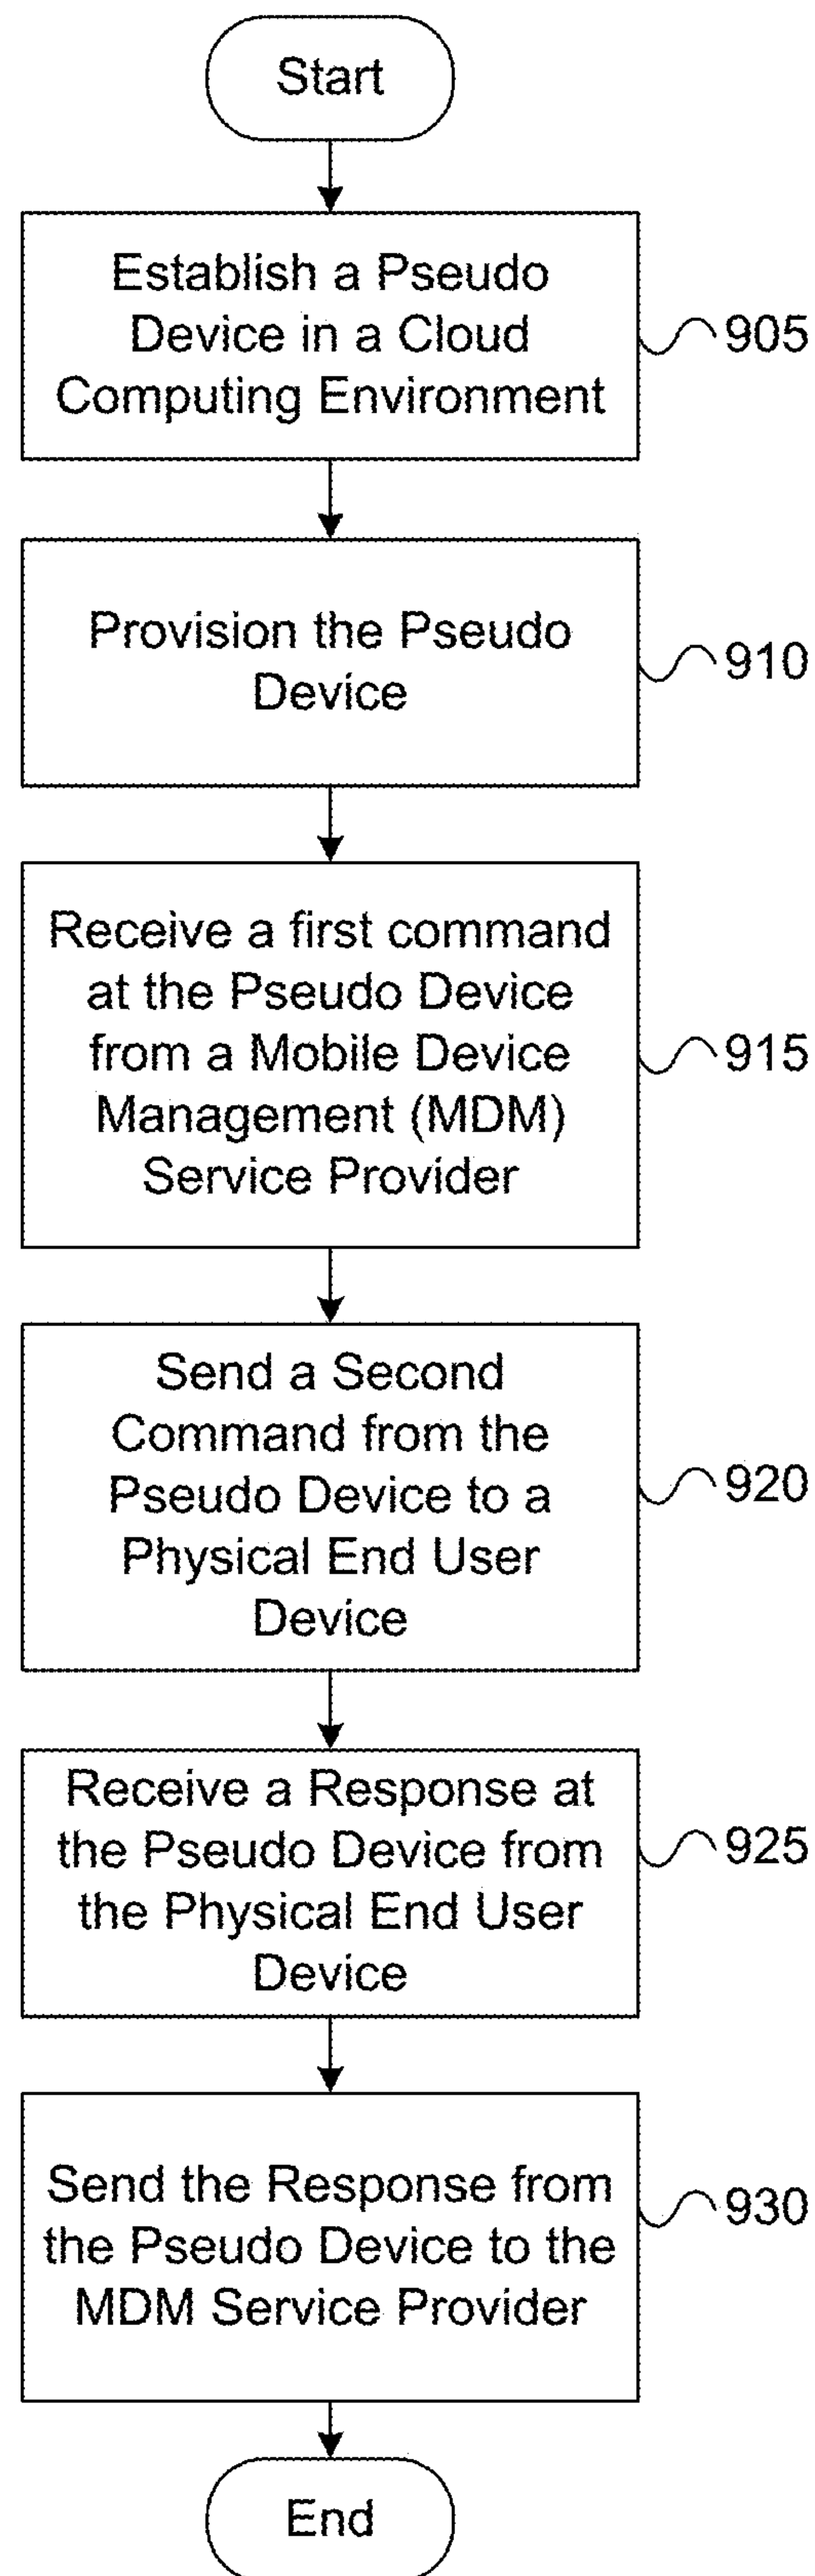 Start
Establish a Pseudo
Device in a Cloud
Computing Environment
905
Provision the Pseudo
Device
910
Receive a first command
at the Pseudo Device
from a Mobile Device
Management (MDM)
Service Provider
915
Send a Second
Command from the
Pseudo Device to a
Physical End User
Device
920
Receive a Response at
the Pseudo Device from
the Physical End User
Device
925
Send the Response from
the Pseudo Device to the
MDM Service Provider
930
End